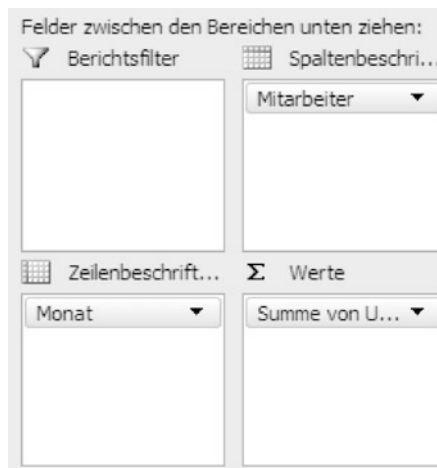 Felder zwischen den Bereichen unten ziehen:
Berichtsfilter
Spaltenbeschri...
Mitarbeiter
Zeilenbeschrift...
Σ Werte
Monat
Summe von U...